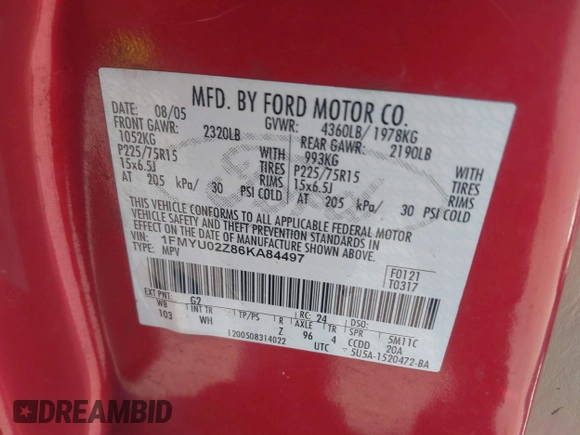 MFD. BY FORD MOTOR CO.
DATE: 08/05 GVWR: 4360LB/ 1978KG
FRONT GAWR: 2320LB REAR GAWR: 2190LB
1052KG WITH 993KG WITH
P225/75R15 TIRES P225/75R15 TIRES
15x6.5J RIMS 15x6.5J RIMS
AT 205 kPa/ 30 PSI COLD AT 205 kPa/ 30 PSI COLD
THIS VEHICLE CONFORMS TO ALL APPLICABLE FEDERAL MOTOR
VEHICLE SAFETY AND THEFT PREVENTION STANDARDS IN
EFFECT ON THE DATE OF MANUFACTURE SHOWN ABOVE.
VIN: 1FMYU02Z86KA84497
TYPE: MPV
F0121
T0317
EXT PNT: G2 RC: 24 DSO:
WB INT TR TP/PS R AXLE TR SPR 5M11C
103 WH Z 96 4 CCDD 20A
1200508314022 UTC 5U5A-1520472-BA
Ford
DREAMBID